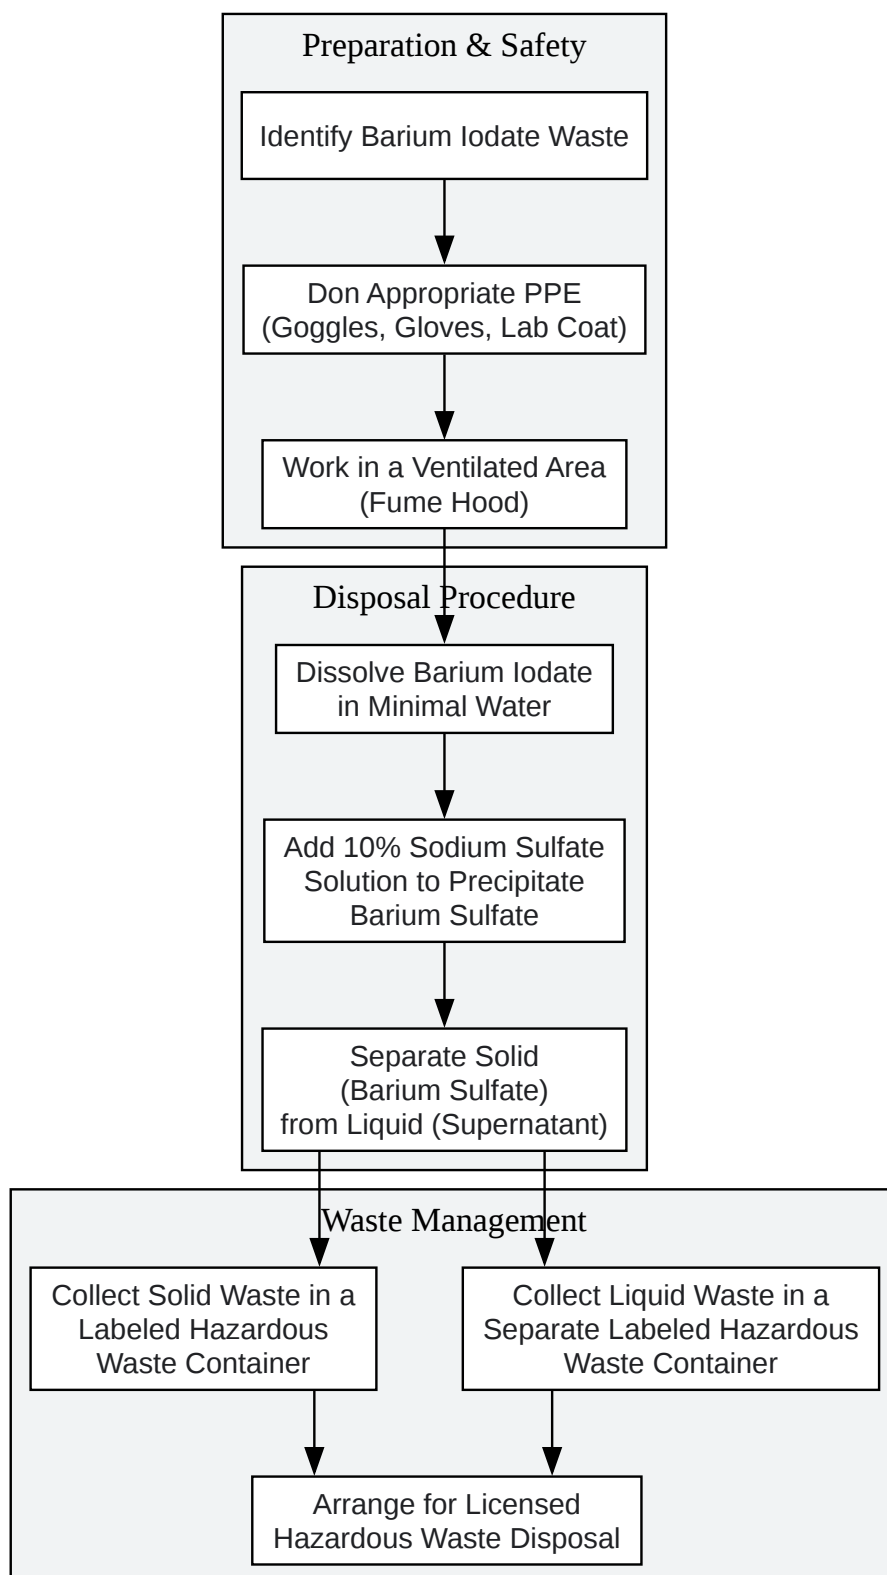 Preparation & Safety
Identify Barium Iodate Waste
Don Appropriate PPE
(Goggles, Gloves, Lab Coat)
Work in a Ventilated Area
(Fume Hood)
Disposal Procedure
Dissolve Barium Iodate
in Minimal Water
Add 10% Sodium Sulfate
Solution to Precipitate
Barium Sulfate
Separate Solid
(Barium Sulfate)
from Liquid (Supernatant)
Waste Management
Collect Solid Waste in a
Labeled Hazardous
Waste Container
Collect Liquid Waste in a
Separate Labeled Hazardous
Waste Container
Arrange for Licensed
Hazardous Waste Disposal